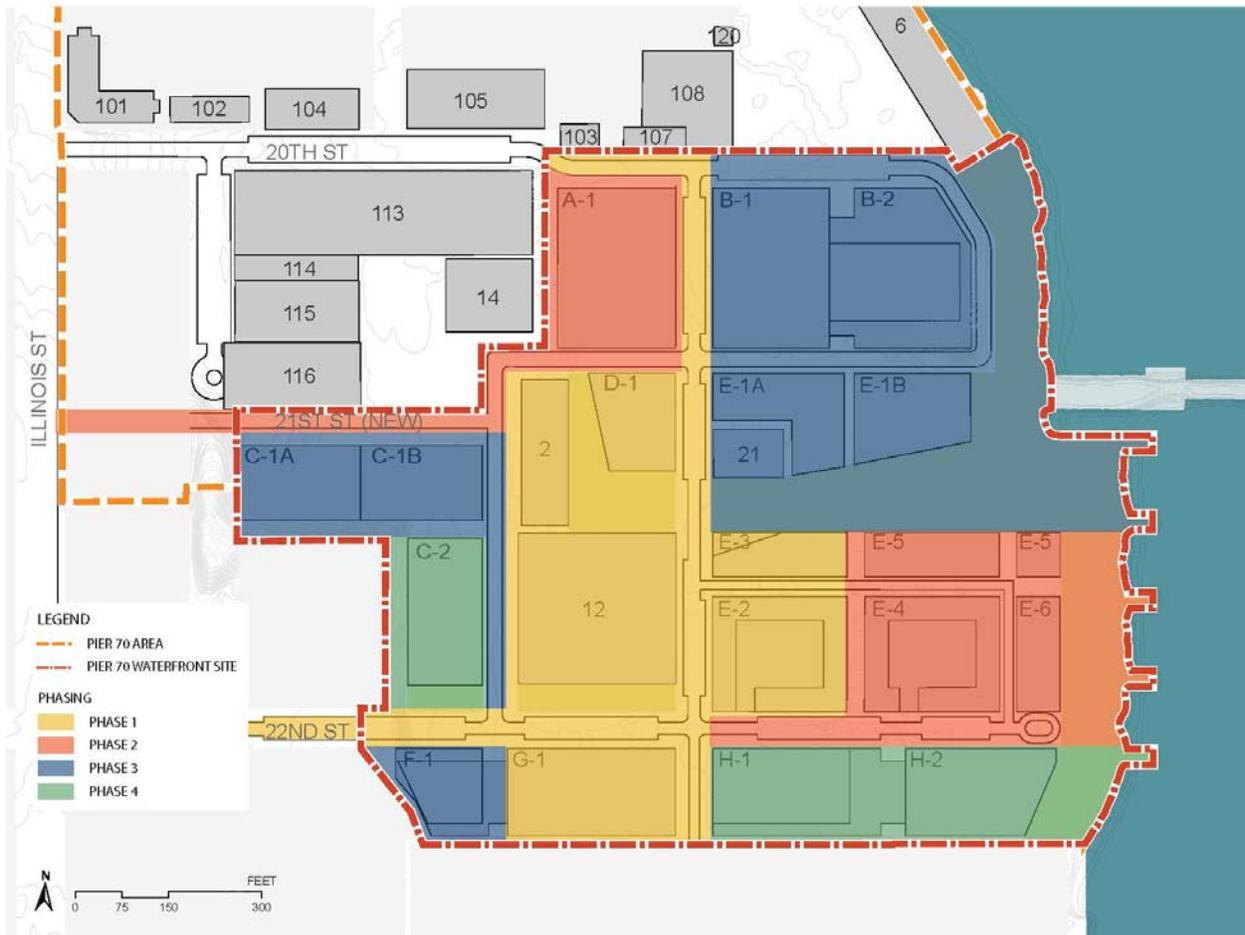 6
120
101
102
104
105
108
103
107
20TH ST
A-1
B-1
B-2
113
114
14
115
116
ILLINOIS ST
D-1
E-1A
E-1B
21ST ST (NEW)
2
21
C-1A
C-1B
C-2
E-3
E-5
E-5
12
E-2
E-4
E-6
22ND ST
F-1
G-1
H-1
H-2
LEGEND
PIER 70 AREA
PIER 70 WATERFRONT SITE
PHASING
PHASE 1
PHASE 2
PHASE 3
PHASE 4
N
FEET
0 75 150 300